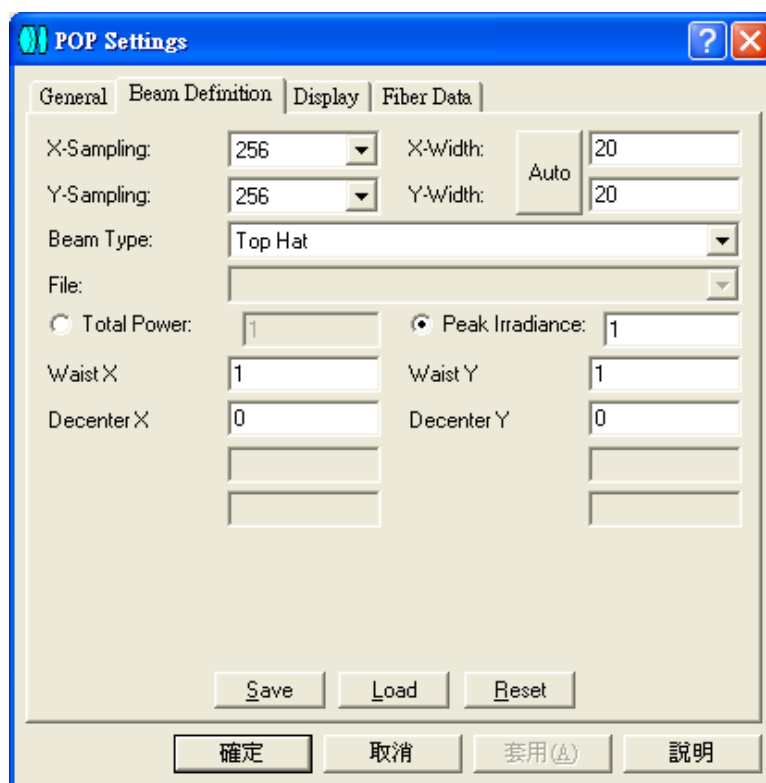 POP Settings
General Beam Definition Display Fiber Data
X-Sampling: 256 X-Width: Auto 20
Y-Sampling: 256 Y-Width: 20
Beam Type: Top Hat
File:
Total Power: 1 Peak Irradiance: 1
Waist X 1 Waist Y 1
Decenter X 0 Decenter Y 0
Save Load Reset
確定 取消 套用(A) 說明